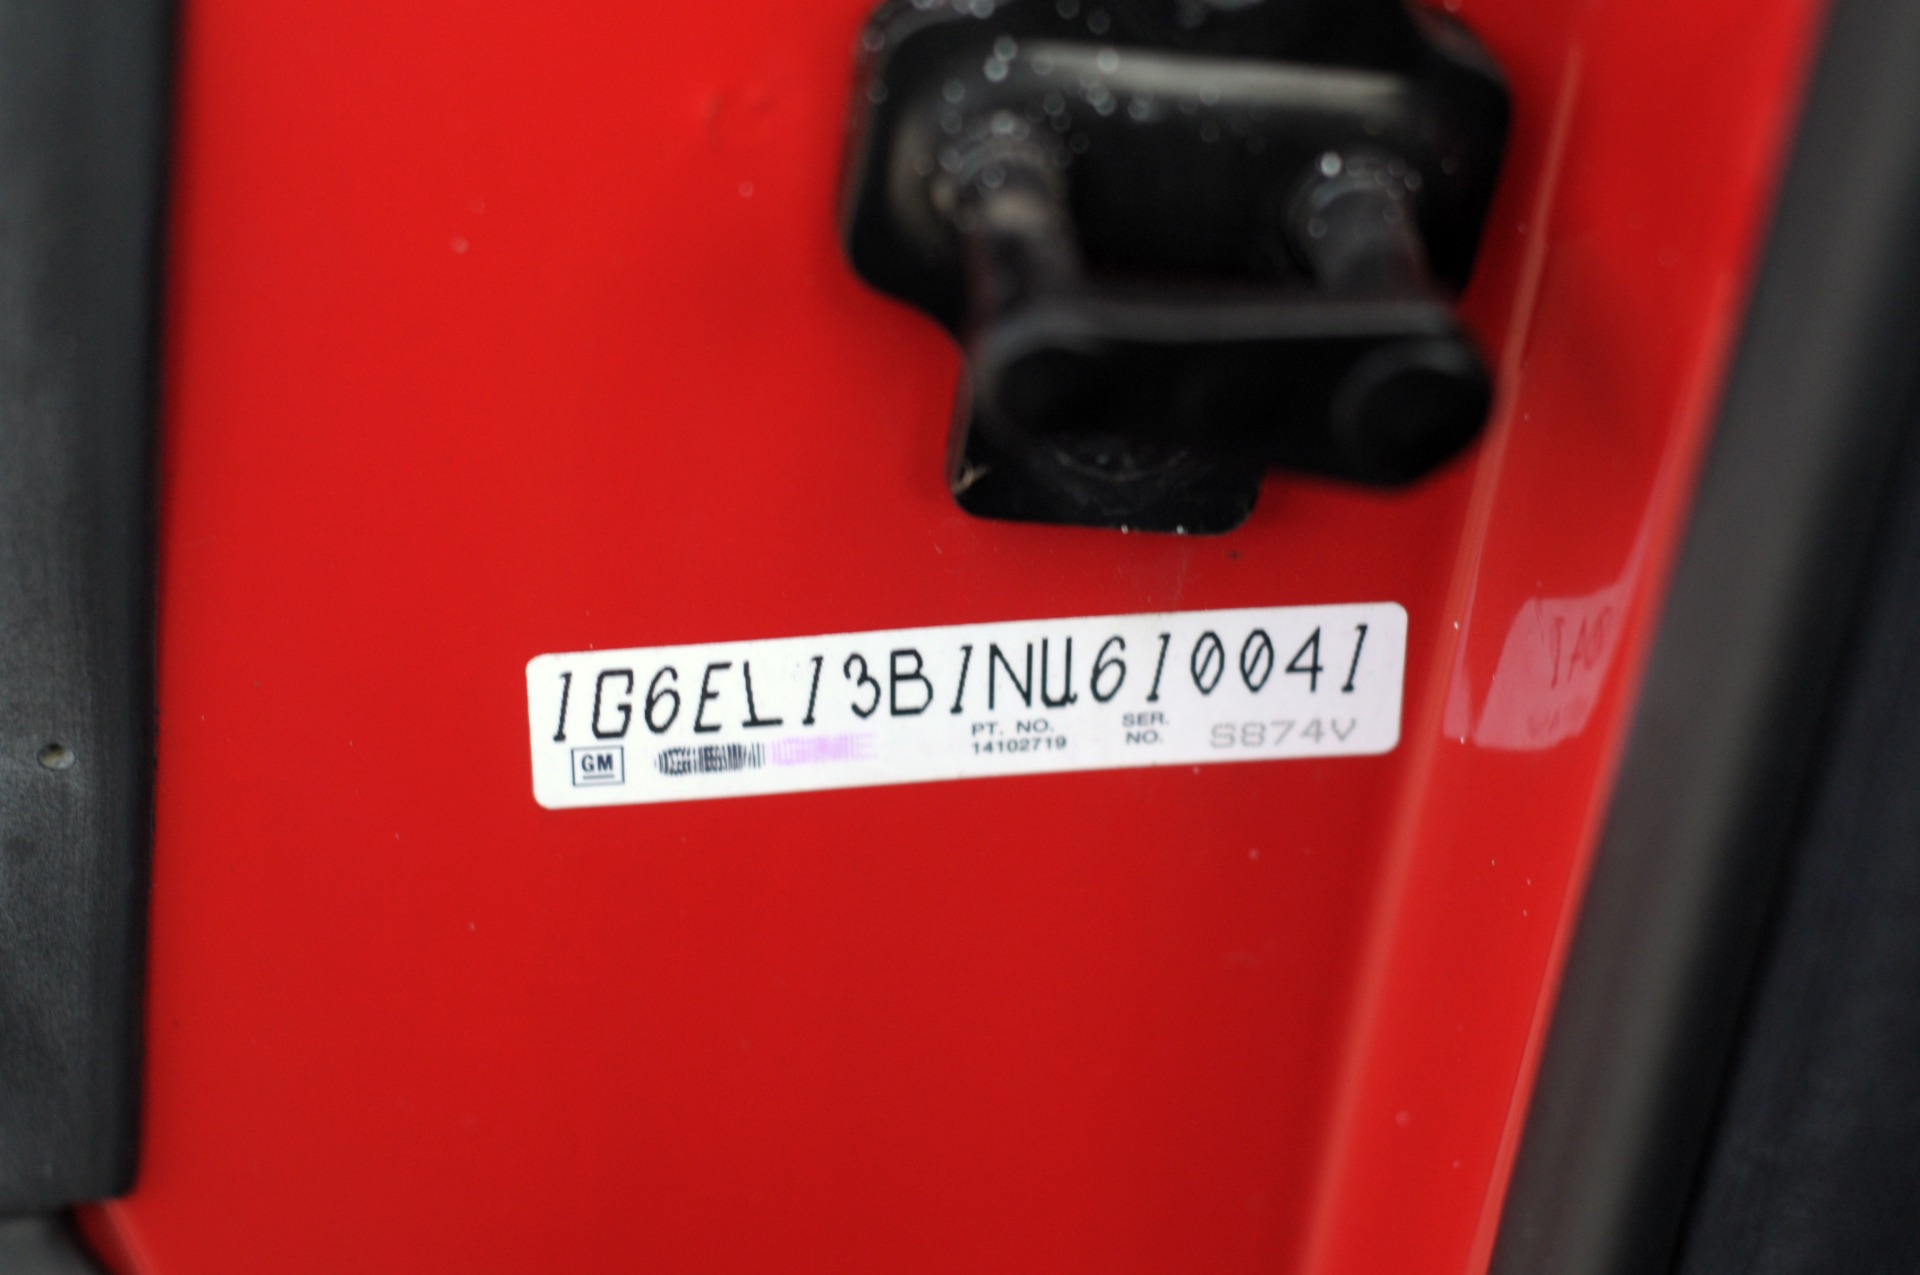 1G6EL13B1NU610041
GM
PT. NO.
14102719
SER.
NO.
S874V